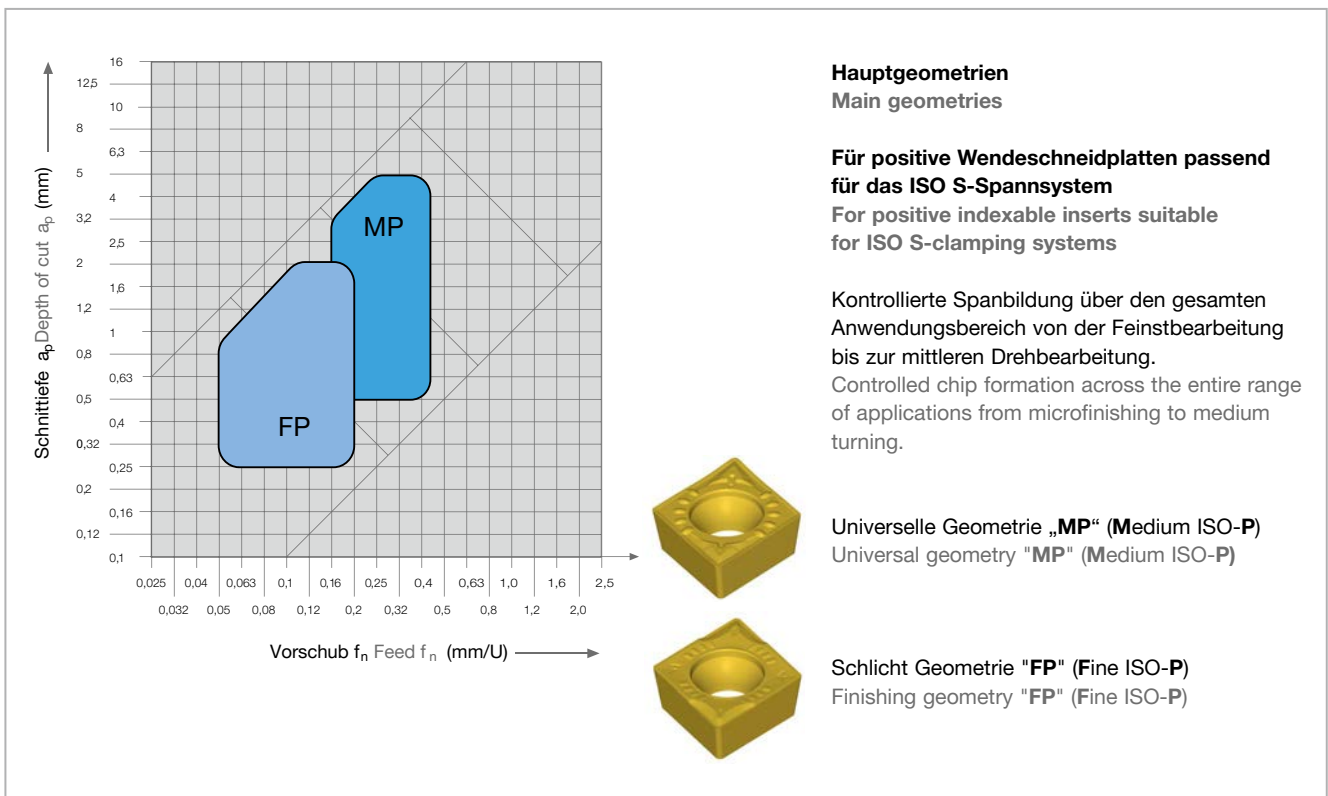 16
12,5
10
8
6,3
5
4
3,2
2,5
2
1,6
1,2
1
0,8
0,63
0,5
0,4
0,32
0,25
0,2
0,16
0,12
0,1
Schnittiefe ap Depth of cut ap (mm)
MP
FP
0,025 0,04 0,063 0,1 0,16 0,25 0,4 0,63 1,0 1,6 2,5
0,032 0,05 0,08 0,12 0,2 0,32 0,5 0,8 1,2 2,0
Vorschub fn Feed fn (mm/U)
Hauptgeometrien
Main geometries
Für positive Wendeschneidplatten passend
für das ISO S-Spannsystem
For positive indexable inserts suitable
for ISO S-clamping systems
Kontrollierte Spanbildung über den gesamten
Anwendungsbereich von der Feinstbearbeitung
bis zur mittleren Drehbearbeitung.
Controlled chip formation across the entire range
of applications from microfinishing to medium
turning.
Universelle Geometrie „MP“ (Medium ISO-P)
Universal geometry "MP" (Medium ISO-P)
Schlicht Geometrie "FP" (Fine ISO-P)
Finishing geometry "FP" (Fine ISO-P)